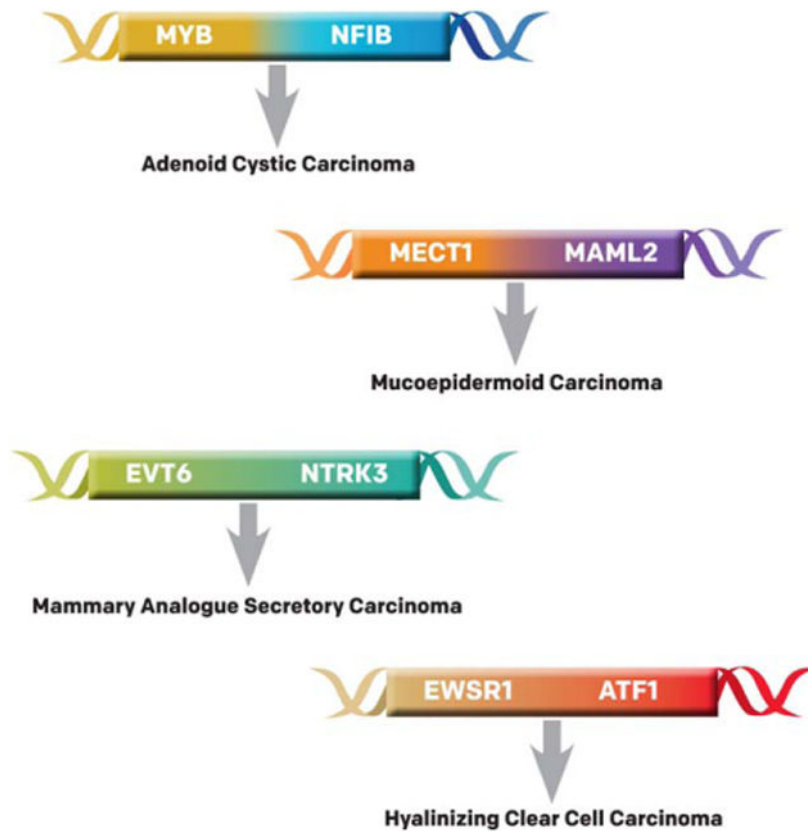 MYB NFIB
Adenoid Cystic Carcinoma
MECT1 MAML2
Mucoepidermoid Carcinoma
EVT6 NTRK3
Mammary Analogue Secretory Carcinoma
EWSR1 ATF1
Hyalinizing Clear Cell Carcinoma